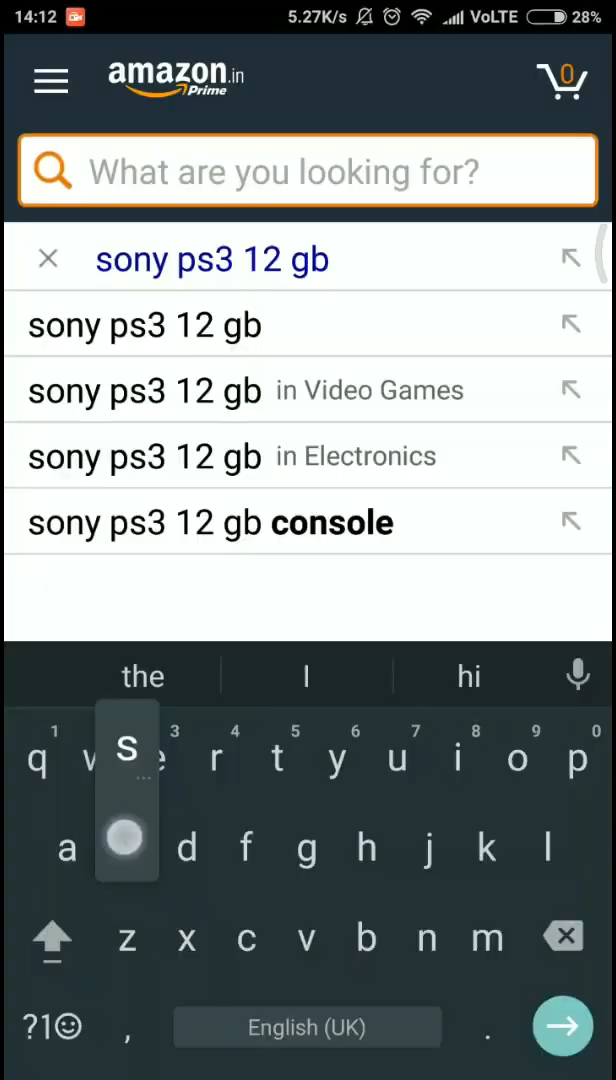 14:12 5.27K/s VoLTE 28%
amazon.in
Prime
0
What are you looking for?
sony ps3 12 gb
sony ps3 12 gb
sony ps3 12 gb in Video Games
sony ps3 12 gb in Electronics
sony ps3 12 gb console
the I hi
s
1 3 4 5 6 7 8 9 0
q w e r t y u i o p
a d f g h j k l
z x c v b n m
?1 , English (UK) .